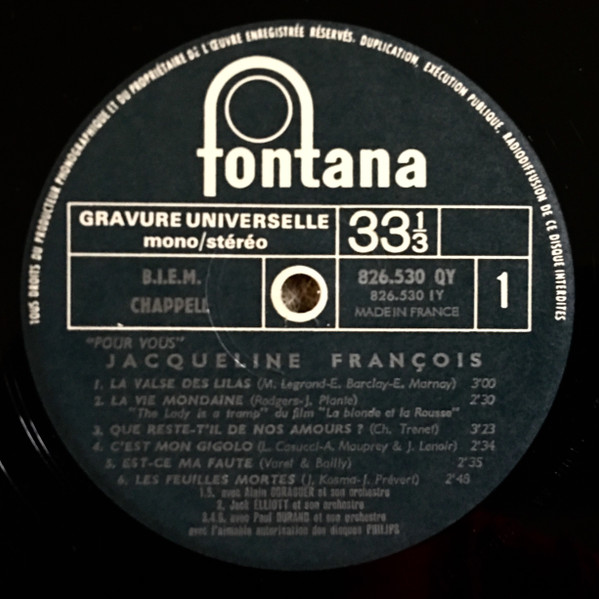 TOUS DROITS DU PRODUCTEUR PHONOGRAPHIQUE ET DU PROPRIÉTAIRE DE L'ŒUVRE ENREGISTRÉE RÉSERVÉS. DUPLICATION, EXÉCUTION PUBLIQUE, RADIODIFFUSION DE CE DISQUE INTERDITES
fontana
GRAVURE UNIVERSELLE
mono/stéréo
33 1/3
B.I.E.M.
CHAPPELL
826.530 QY
826.530 IY
MADE IN FRANCE
1
"POUR VOUS"
JACQUELINE FRANÇOIS
1. LA VALSE DES LILAS (M. Legrand-E. Barclay-E. Marnay) 3'00
2. LA VIE MONDAINE (Rodgers-J. Plante) 2'30
"The Lady is a tramp" du film "La blonde et la Rousse"
3. QUE RESTE-T'IL DE NOS AMOURS ? (Ch. Trenet) 3'23
4. C'EST MON GIGOLO (L. Casucci-A. Mauprey & J. Lenoir) 2'34
5. EST-CE MA FAUTE (Varel & Bailly) 2'35
6. LES FEUILLES MORTES (J. Kosma-J. Prévert) 2'48
1.5. avec Alain GORAGUER et son orchestre
2. Jack ELLIOTT et son orchestre
3.4.6. avec Paul DURAND et son orchestre
avec l'aimable autorisation des disques PHILIPS